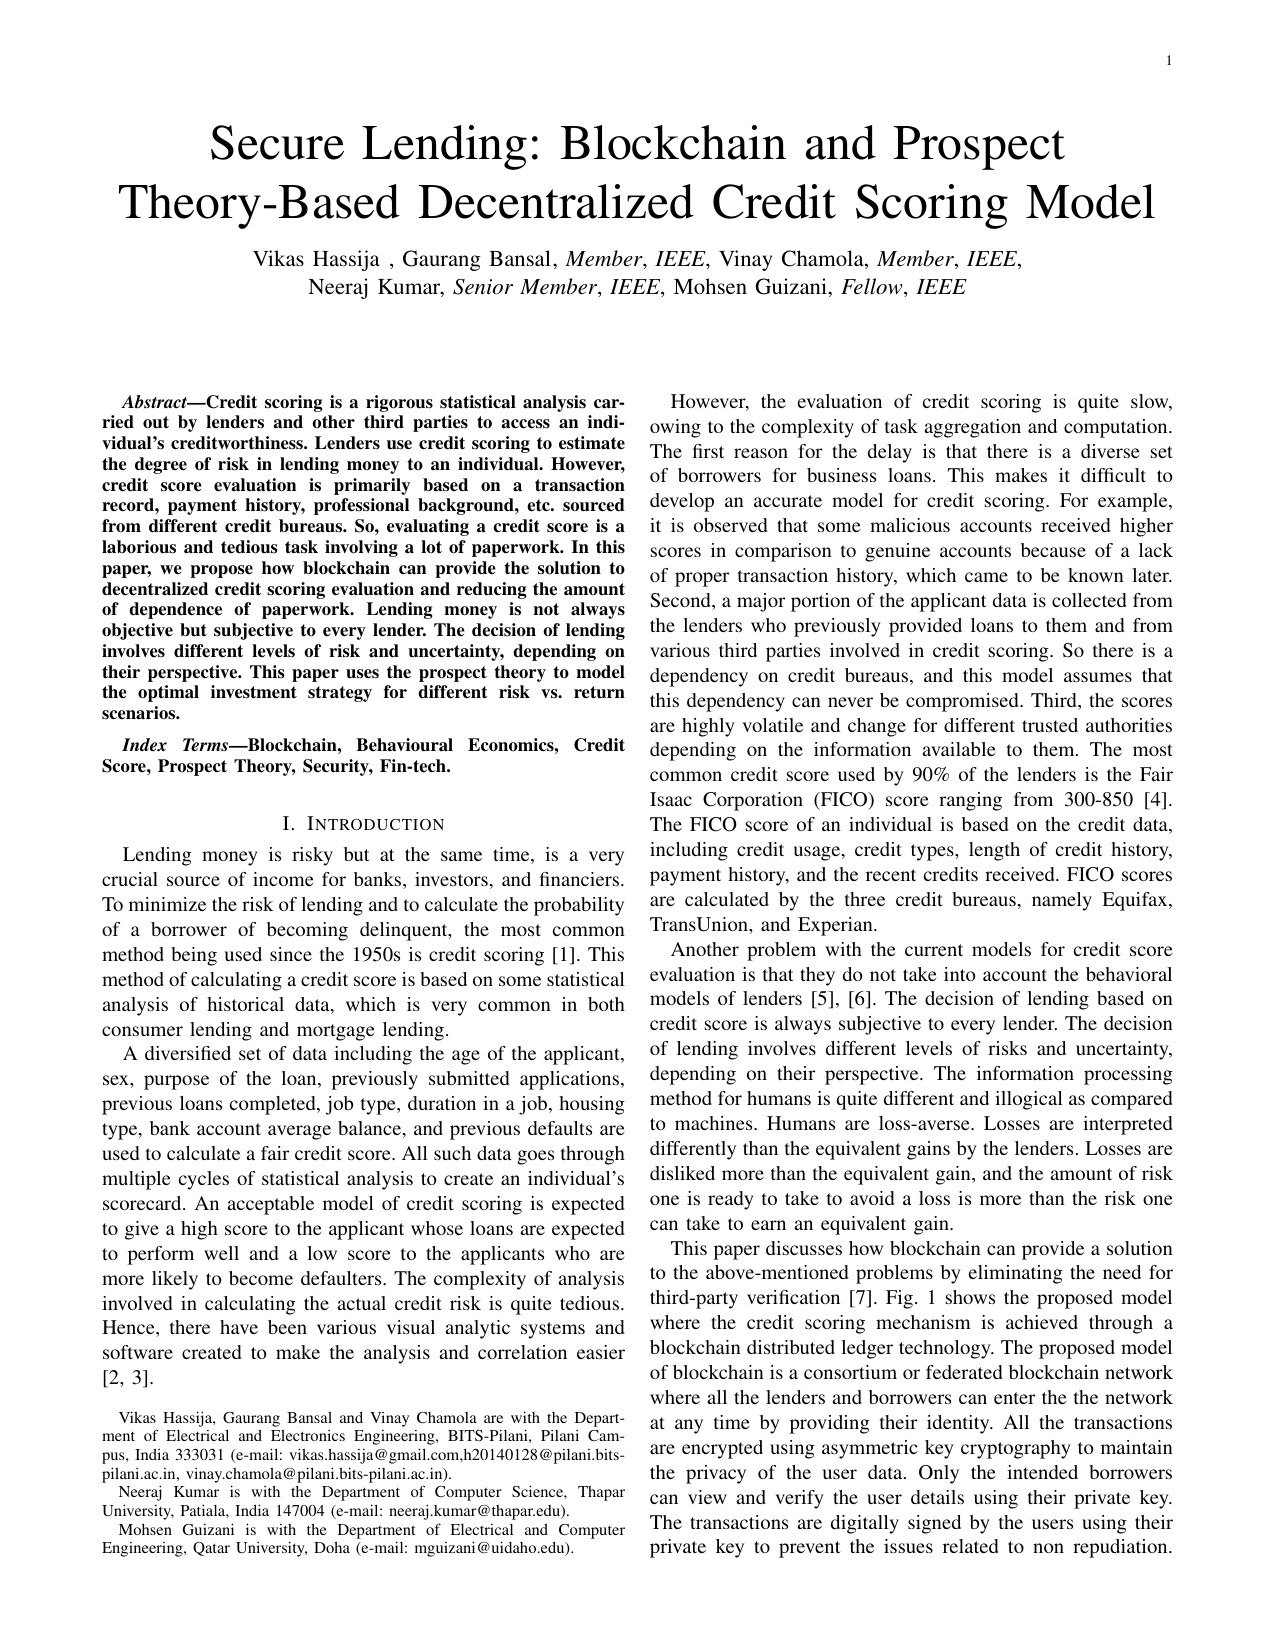 1
Secure Lending: Blockchain and Prospect
Theory-Based Decentralized Credit Scoring Model
Vikas Hassija , Gaurang Bansal, Member, IEEE, Vinay Chamola, Member, IEEE,
Neeraj Kumar, Senior Member, IEEE, Mohsen Guizani, Fellow, IEEE
Abstract—Credit scoring is a rigorous statistical analysis car-
ried out by lenders and other third parties to access an indi-
vidual's creditworthiness. Lenders use credit scoring to estimate
the degree of risk in lending money to an individual. However,
credit score evaluation is primarily based on a transaction
record, payment history, professional background, etc. sourced
from different credit bureaus. So, evaluating a credit score is a
laborious and tedious task involving a lot of paperwork. In this
paper, we propose how blockchain can provide the solution to
decentralized credit scoring evaluation and reducing the amount
of dependence of paperwork. Lending money is not always
objective but subjective to every lender. The decision of lending
involves different levels of risk and uncertainty, depending on
their perspective. This paper uses the prospect theory to model
the optimal investment strategy for different risk vs. return
scenarios.
Index Terms—Blockchain, Behavioural Economics, Credit
Score, Prospect Theory, Security, Fin-tech.
I. INTRODUCTION
Lending money is risky but at the same time, is a very
crucial source of income for banks, investors, and financiers.
To minimize the risk of lending and to calculate the probability
of a borrower of becoming delinquent, the most common
method being used since the 1950s is credit scoring [1]. This
method of calculating a credit score is based on some statistical
analysis of historical data, which is very common in both
consumer lending and mortgage lending.
A diversified set of data including the age of the applicant,
sex, purpose of the loan, previously submitted applications,
previous loans completed, job type, duration in a job, housing
type, bank account average balance, and previous defaults are
used to calculate a fair credit score. All such data goes through
multiple cycles of statistical analysis to create an individual's
scorecard. An acceptable model of credit scoring is expected
to give a high score to the applicant whose loans are expected
to perform well and a low score to the applicants who are
more likely to become defaulters. The complexity of analysis
involved in calculating the actual credit risk is quite tedious.
Hence, there have been various visual analytic systems and
software created to make the analysis and correlation easier
[2, 3].
Vikas Hassija, Gaurang Bansal and Vinay Chamola are with the Depart-
ment of Electrical and Electronics Engineering, BITS-Pilani, Pilani Cam-
pus, India 333031 (e-mail: vikas.hassija@gmail.com,h20140128@pilani.bits-
pilani.ac.in, vinay.chamola@pilani.bits-pilani.ac.in).
Neeraj Kumar is with the Department of Computer Science, Thapar
University, Patiala, India 147004 (e-mail: neeraj.kumar@thapar.edu).
Mohsen Guizani is with the Department of Electrical and Computer
Engineering, Qatar University, Doha (e-mail: mguizani@uidaho.edu).
However, the evaluation of credit scoring is quite slow,
owing to the complexity of task aggregation and computation.
The first reason for the delay is that there is a diverse set
of borrowers for business loans. This makes it difficult to
develop an accurate model for credit scoring. For example,
it is observed that some malicious accounts received higher
scores in comparison to genuine accounts because of a lack
of proper transaction history, which came to be known later.
Second, a major portion of the applicant data is collected from
the lenders who previously provided loans to them and from
various third parties involved in credit scoring. So there is a
dependency on credit bureaus, and this model assumes that
this dependency can never be compromised. Third, the scores
are highly volatile and change for different trusted authorities
depending on the information available to them. The most
common credit score used by 90% of the lenders is the Fair
Isaac Corporation (FICO) score ranging from 300-850 [4].
The FICO score of an individual is based on the credit data,
including credit usage, credit types, length of credit history,
payment history, and the recent credits received. FICO scores
are calculated by the three credit bureaus, namely Equifax,
TransUnion, and Experian.
Another problem with the current models for credit score
evaluation is that they do not take into account the behavioral
models of lenders [5], [6]. The decision of lending based on
credit score is always subjective to every lender. The decision
of lending involves different levels of risks and uncertainty,
depending on their perspective. The information processing
method for humans is quite different and illogical as compared
to machines. Humans are loss-averse. Losses are interpreted
differently than the equivalent gains by the lenders. Losses are
disliked more than the equivalent gain, and the amount of risk
one is ready to take to avoid a loss is more than the risk one
can take to earn an equivalent gain.
This paper discusses how blockchain can provide a solution
to the above-mentioned problems by eliminating the need for
third-party verification [7]. Fig. 1 shows the proposed model
where the credit scoring mechanism is achieved through a
blockchain distributed ledger technology. The proposed model
of blockchain is a consortium or federated blockchain network
where all the lenders and borrowers can enter the the network
at any time by providing their identity. All the transactions
are encrypted using asymmetric key cryptography to maintain
the privacy of the user data. Only the intended borrowers
can view and verify the user details using their private key.
The transactions are digitally signed by the users using their
private key to prevent the issues related to non repudiation.